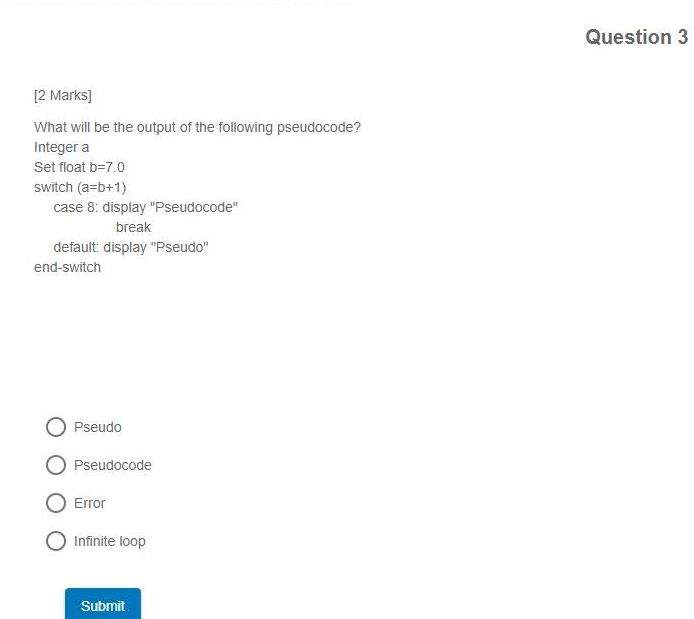 Question 3
[2 Marks]
What will be the output of the following pseudocode?
Integer a
Set float b=7.0
switch (a=b+1)
case 8: display "Pseudocode"
break
default: display "Pseudo"
end-switch
Pseudo
Pseudocode
Error
Infinite loop
Submit